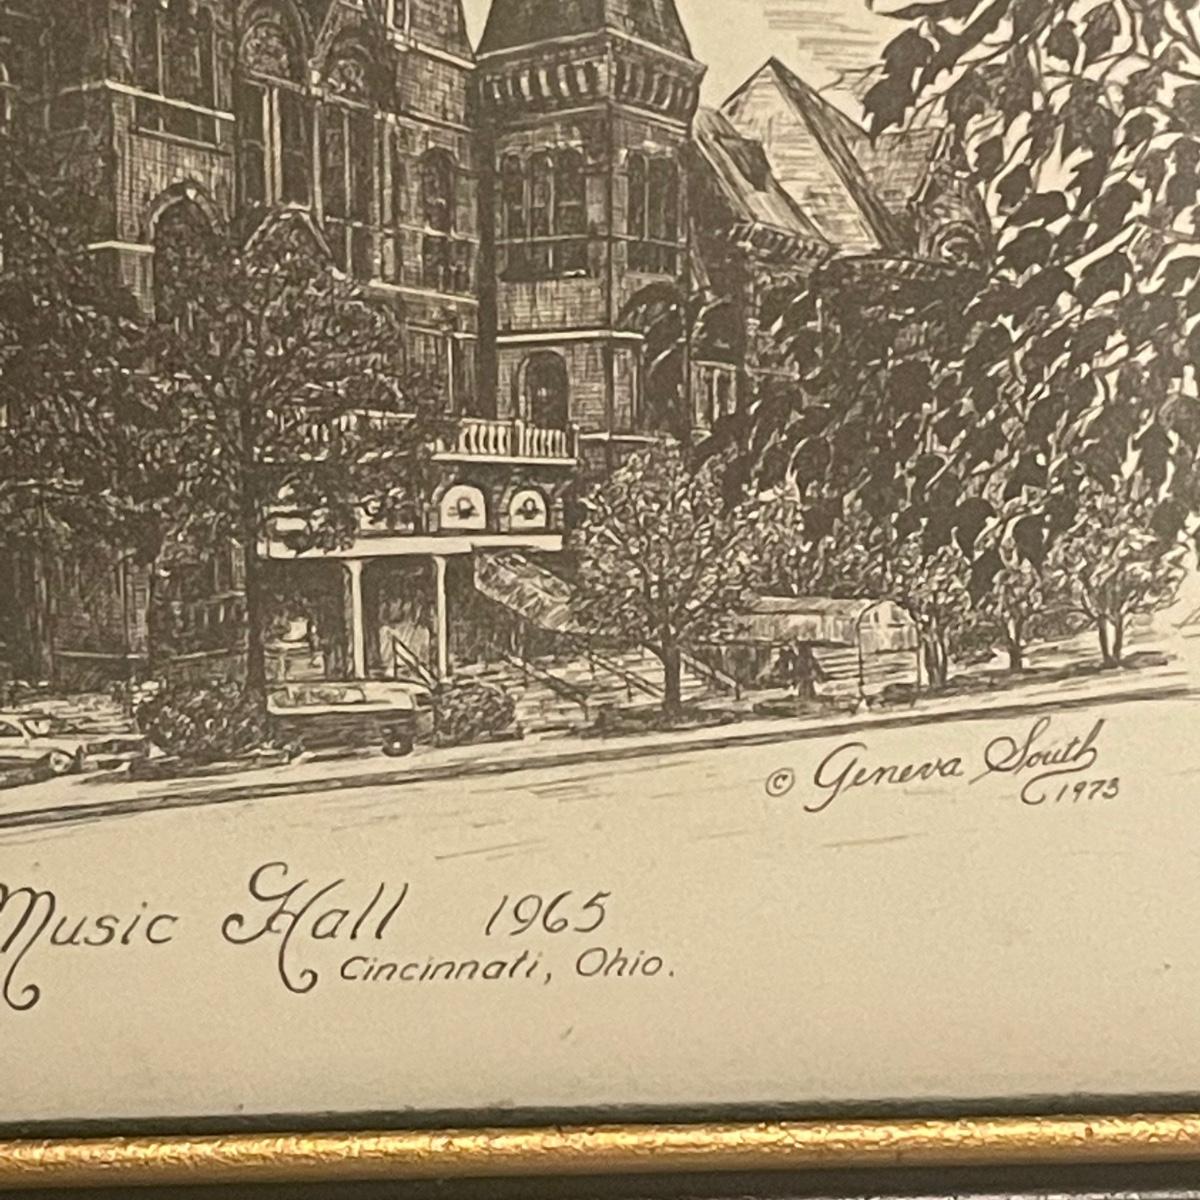 © Geneva South
1973
Music Hall 1965
Cincinnati, Ohio.